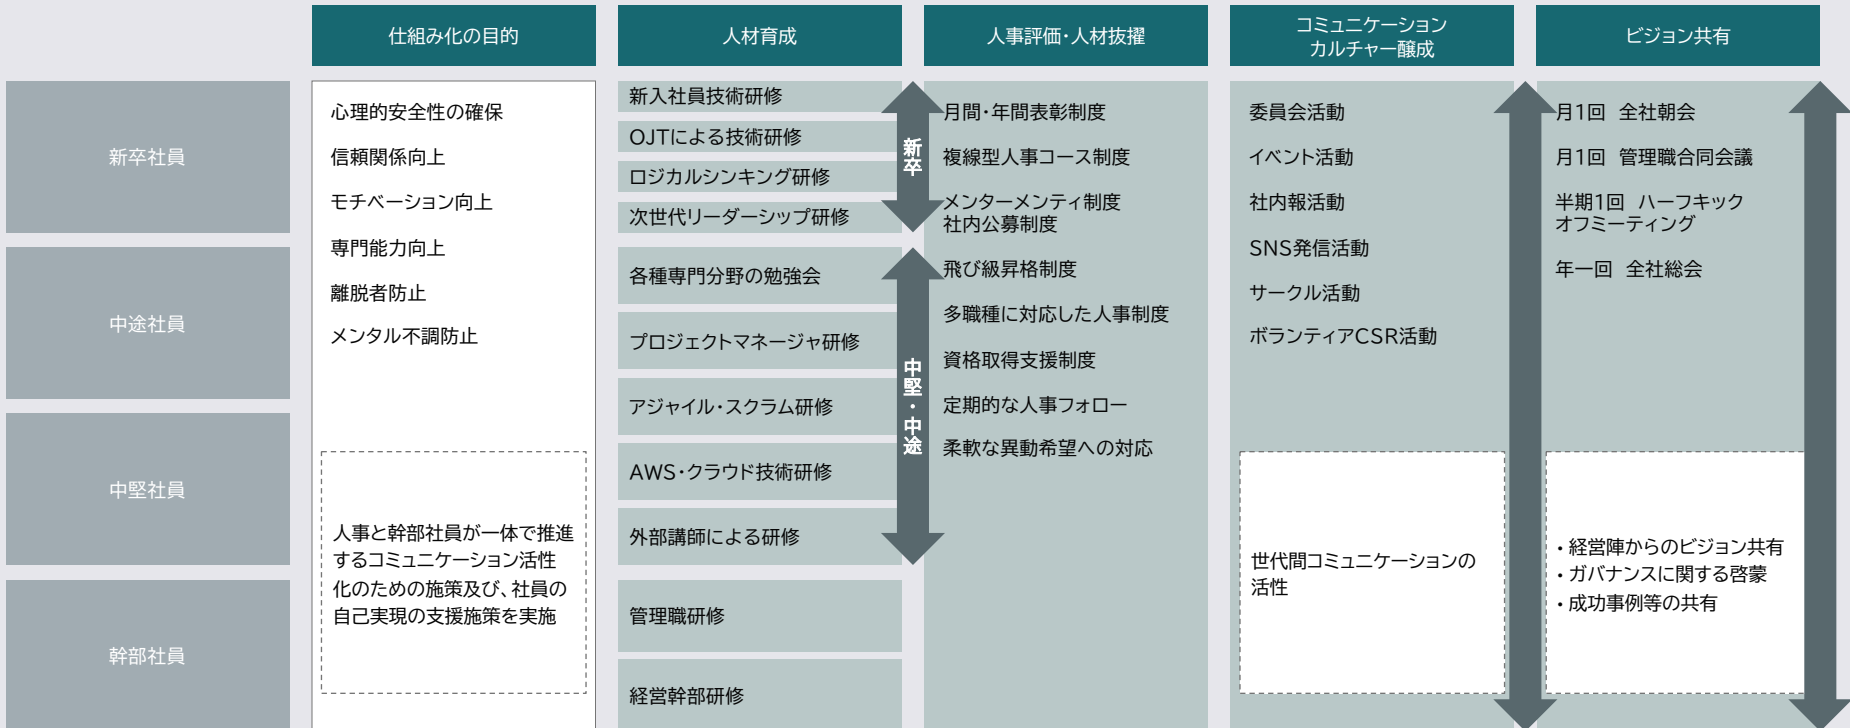 仕組み化の目的
人材育成
人事評価・人材抜擢
コミュニケーション
カルチャー醸成
ビジョン共有
新卒社員
中途社員
中堅社員
幹部社員
心理的安全性の確保
信頼関係向上
モチベーション向上
専門能力向上
離脱者防止
メンタル不調防止
人事と幹部社員が一体で推進
するコミュニケーション活性
化のための施策及び、社員の
自己実現の支援施策を実施
新入社員技術研修
OJTによる技術研修
ロジカルシンキング研修
次世代リーダーシップ研修
各種専門分野の勉強会
プロジェクトマネージャ研修
アジャイル・スクラム研修
AWS・クラウド技術研修
外部講師による研修
管理職研修
経営幹部研修
新卒
中堅・中途
月間・年間表彰制度
複線型人事コース制度
メンターメンティ制度
社内公募制度
飛び級昇格制度
多職種に対応した人事制度
資格取得支援制度
定期的な人事フォロー
柔軟な異動希望への対応
委員会活動
イベント活動
社内報活動
SNS発信活動
サークル活動
ボランティアCSR活動
世代間コミュニケーションの
活性
月1回 全社朝会
月1回 管理職合同会議
半期1回 ハーフキック
オフミーティング
年一回 全社総会
・経営陣からのビジョン共有
・ガバナンスに関する啓蒙
・成功事例等の共有